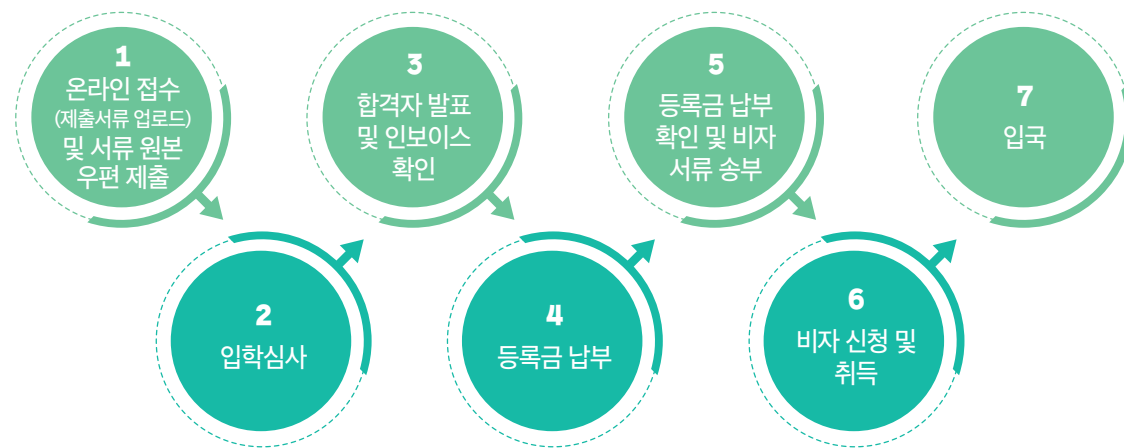 1
온라인 접수
(제출서류 업로드)
및 서류 원본
우편 제출
2
입학심사
3
합격자 발표
및 인보이스
확인
4
등록금 납부
5
등록금 납부
확인 및 비자
서류 송부
6
비자 신청 및
취득
7
입국